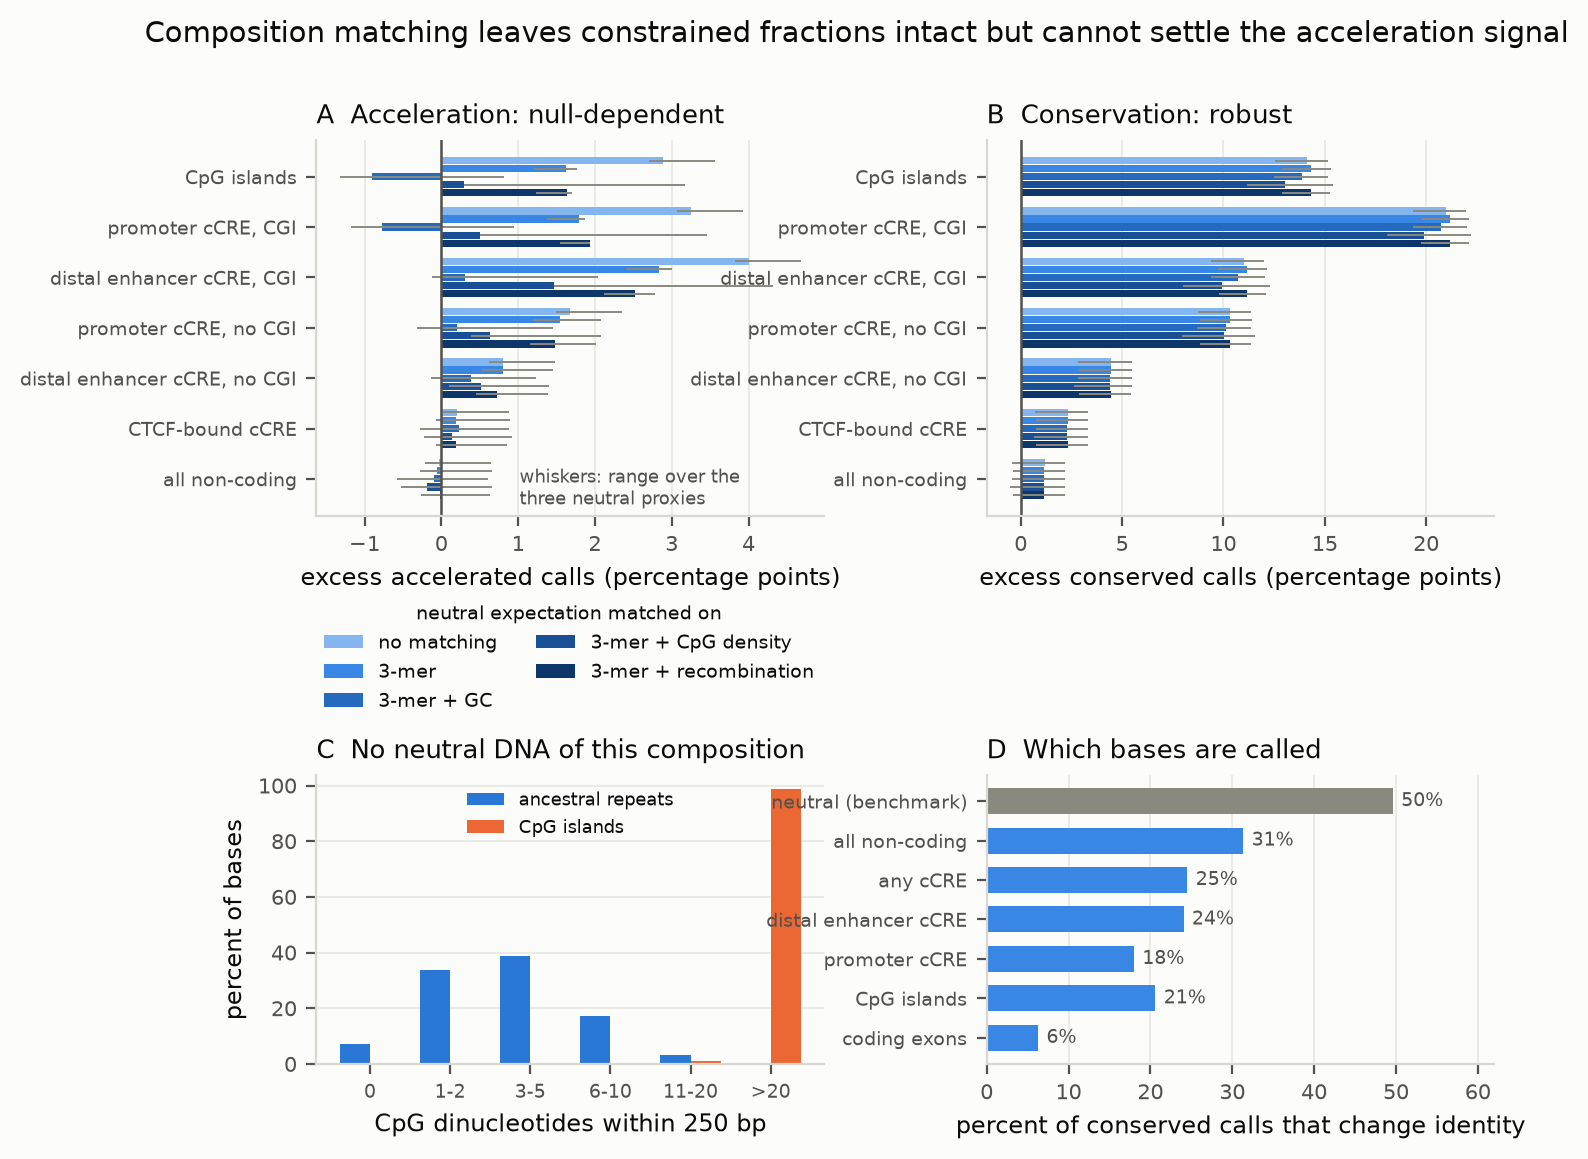 Composition matching leaves constrained fractions intact but cannot settle the acceleration signal
A Acceleration: null-dependent
CpG islands
promoter cCRE, CGI
distal enhancer cCRE, CGI
promoter cCRE, no CGI
distal enhancer cCRE, no CGI
CTCF-bound cCRE
all non-coding
whiskers: range over the
three neutral proxies
−1 0 1 2 3 4
excess accelerated calls (percentage points)
neutral expectation matched on
no matching
3-mer
3-mer + GC
3-mer + CpG density
3-mer + recombination
B Conservation: robust
CpG islands
promoter cCRE, CGI
distal enhancer cCRE, CGI
promoter cCRE, no CGI
distal enhancer cCRE, no CGI
CTCF-bound cCRE
all non-coding
0 5 10 15 20
excess conserved calls (percentage points)
C No neutral DNA of this composition
percent of bases
100
80
60
40
20
0
ancestral repeats
CpG islands
0 1-2 3-5 6-10 11-20 >20
CpG dinucleotides within 250 bp
D Which bases are called
neutral (benchmark) 50%
all non-coding 31%
any cCRE 25%
distal enhancer cCRE 24%
promoter cCRE 18%
CpG islands 21%
coding exons 6%
0 10 20 30 40 50 60
percent of conserved calls that change identity